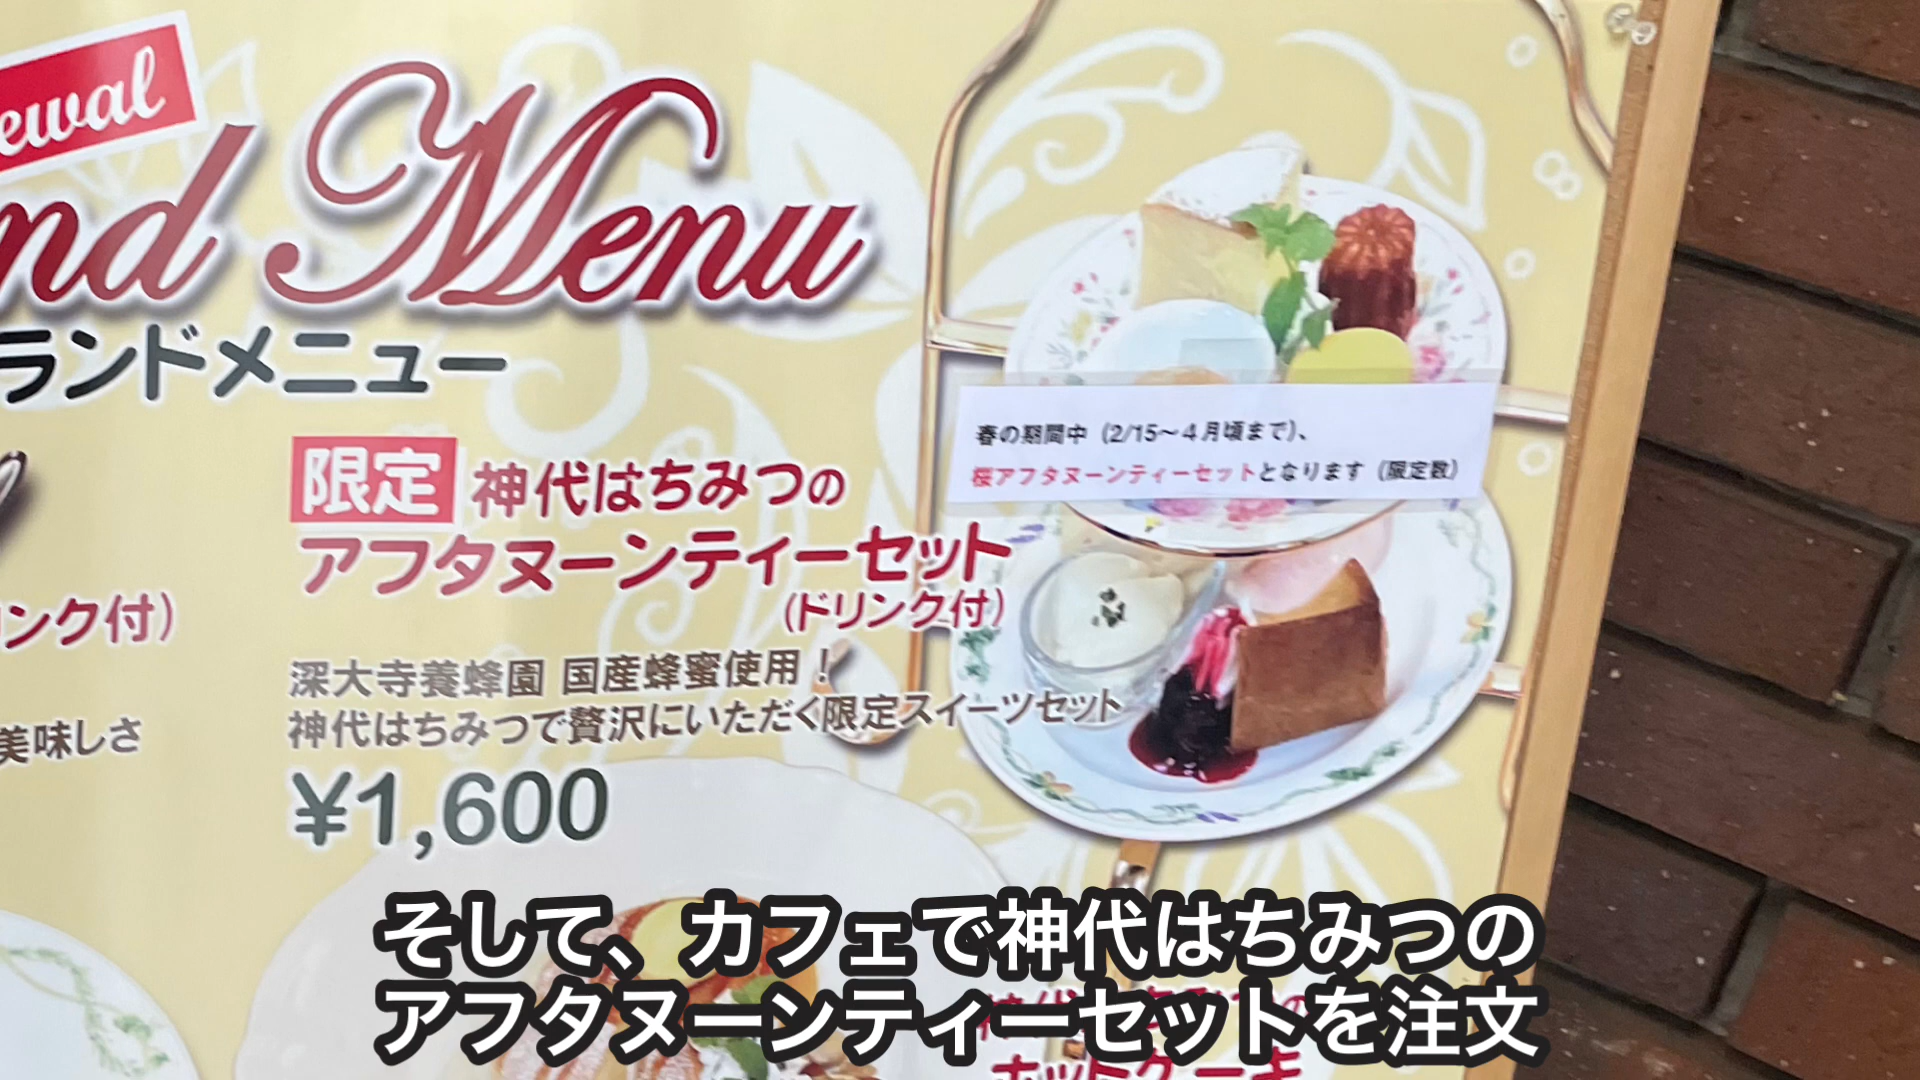 ewal
nd Menu
ランドメニュー
限定 神代はちみつの
アフタヌーンティーセット
(ドリンク付)
深大寺養蜂園 国産蜂蜜使用！
神代はちみつで贅沢にいただく限定スイーツセット
¥1,600
春の期間中（2/15～4月頃まで）、
桜アフタヌーンティーセットとなります（限定数）
ンク付)
美味しさ
そして、カフェで神代はちみつの
アフタヌーンティーセットを注文